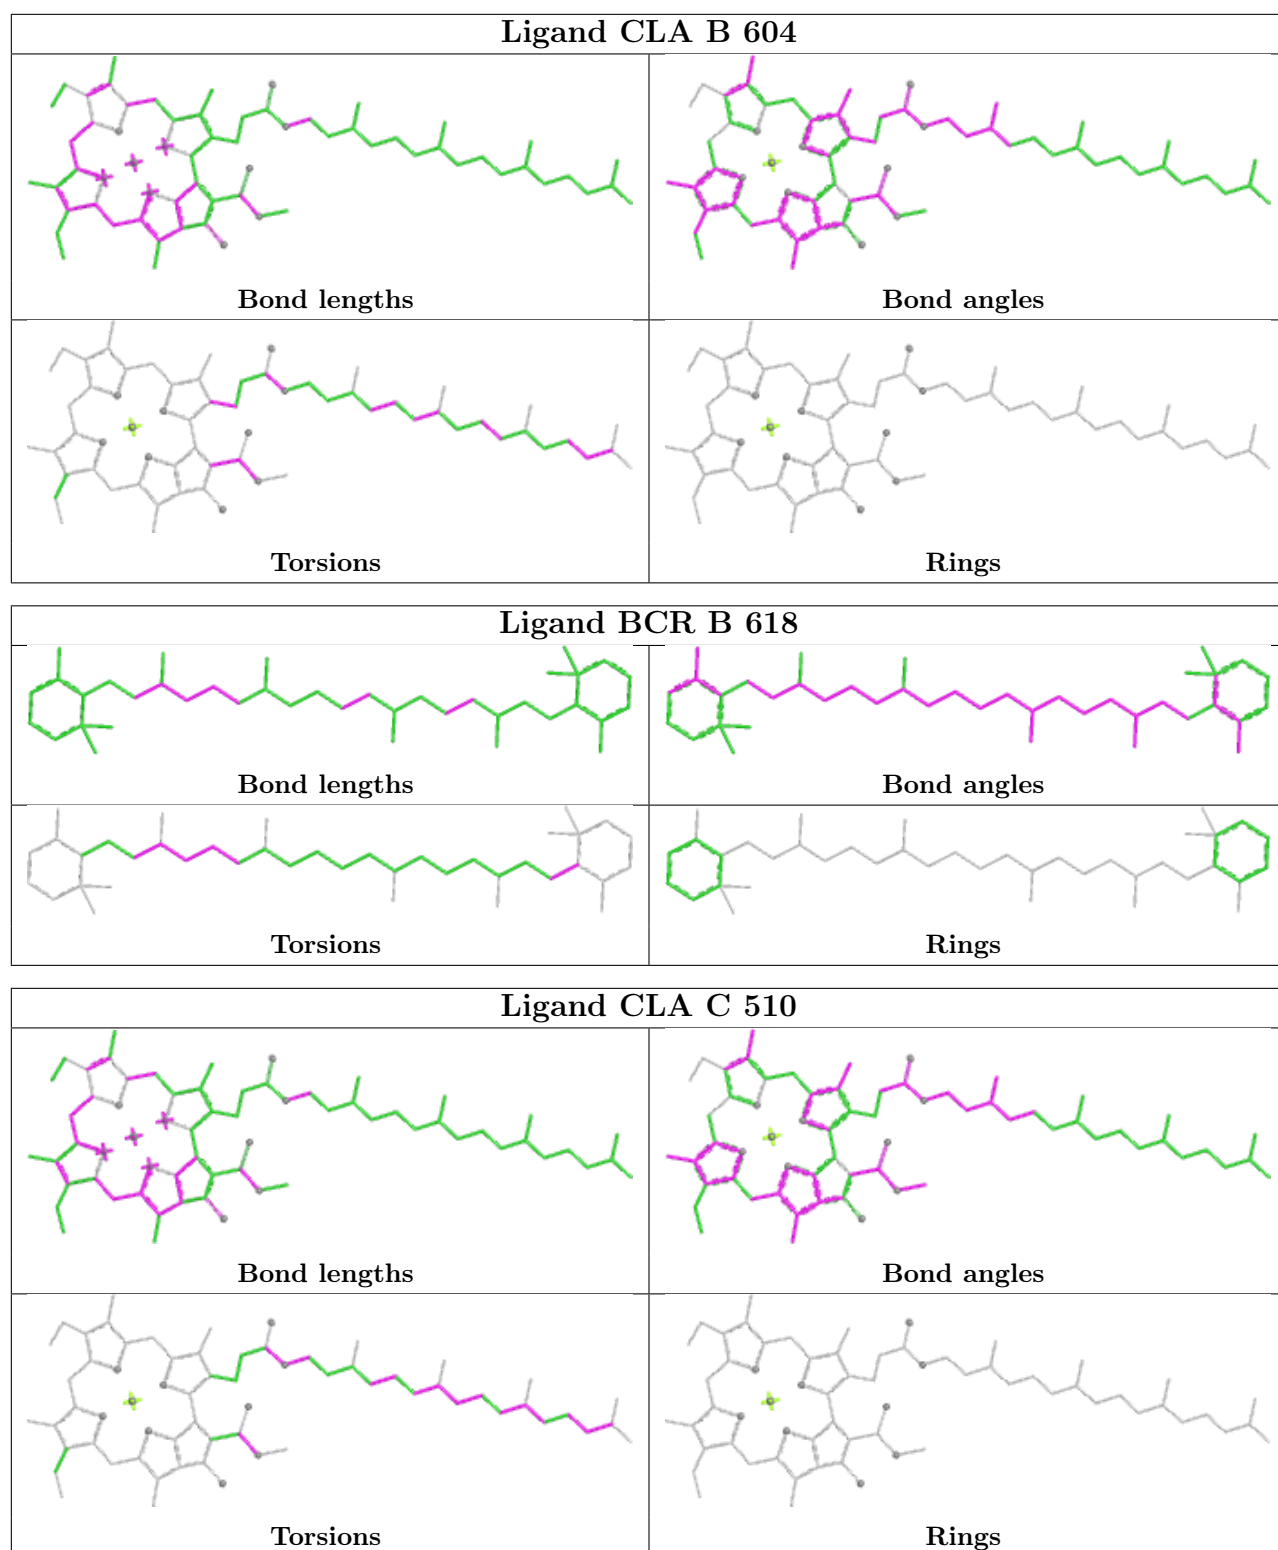 Ligand CLA B 604
Bond lengths
Bond angles
Torsions
Rings
Ligand BCR B 618
Bond lengths
Bond angles
Torsions
Rings
Ligand CLA C 510
Bond lengths
Bond angles
Torsions
Rings